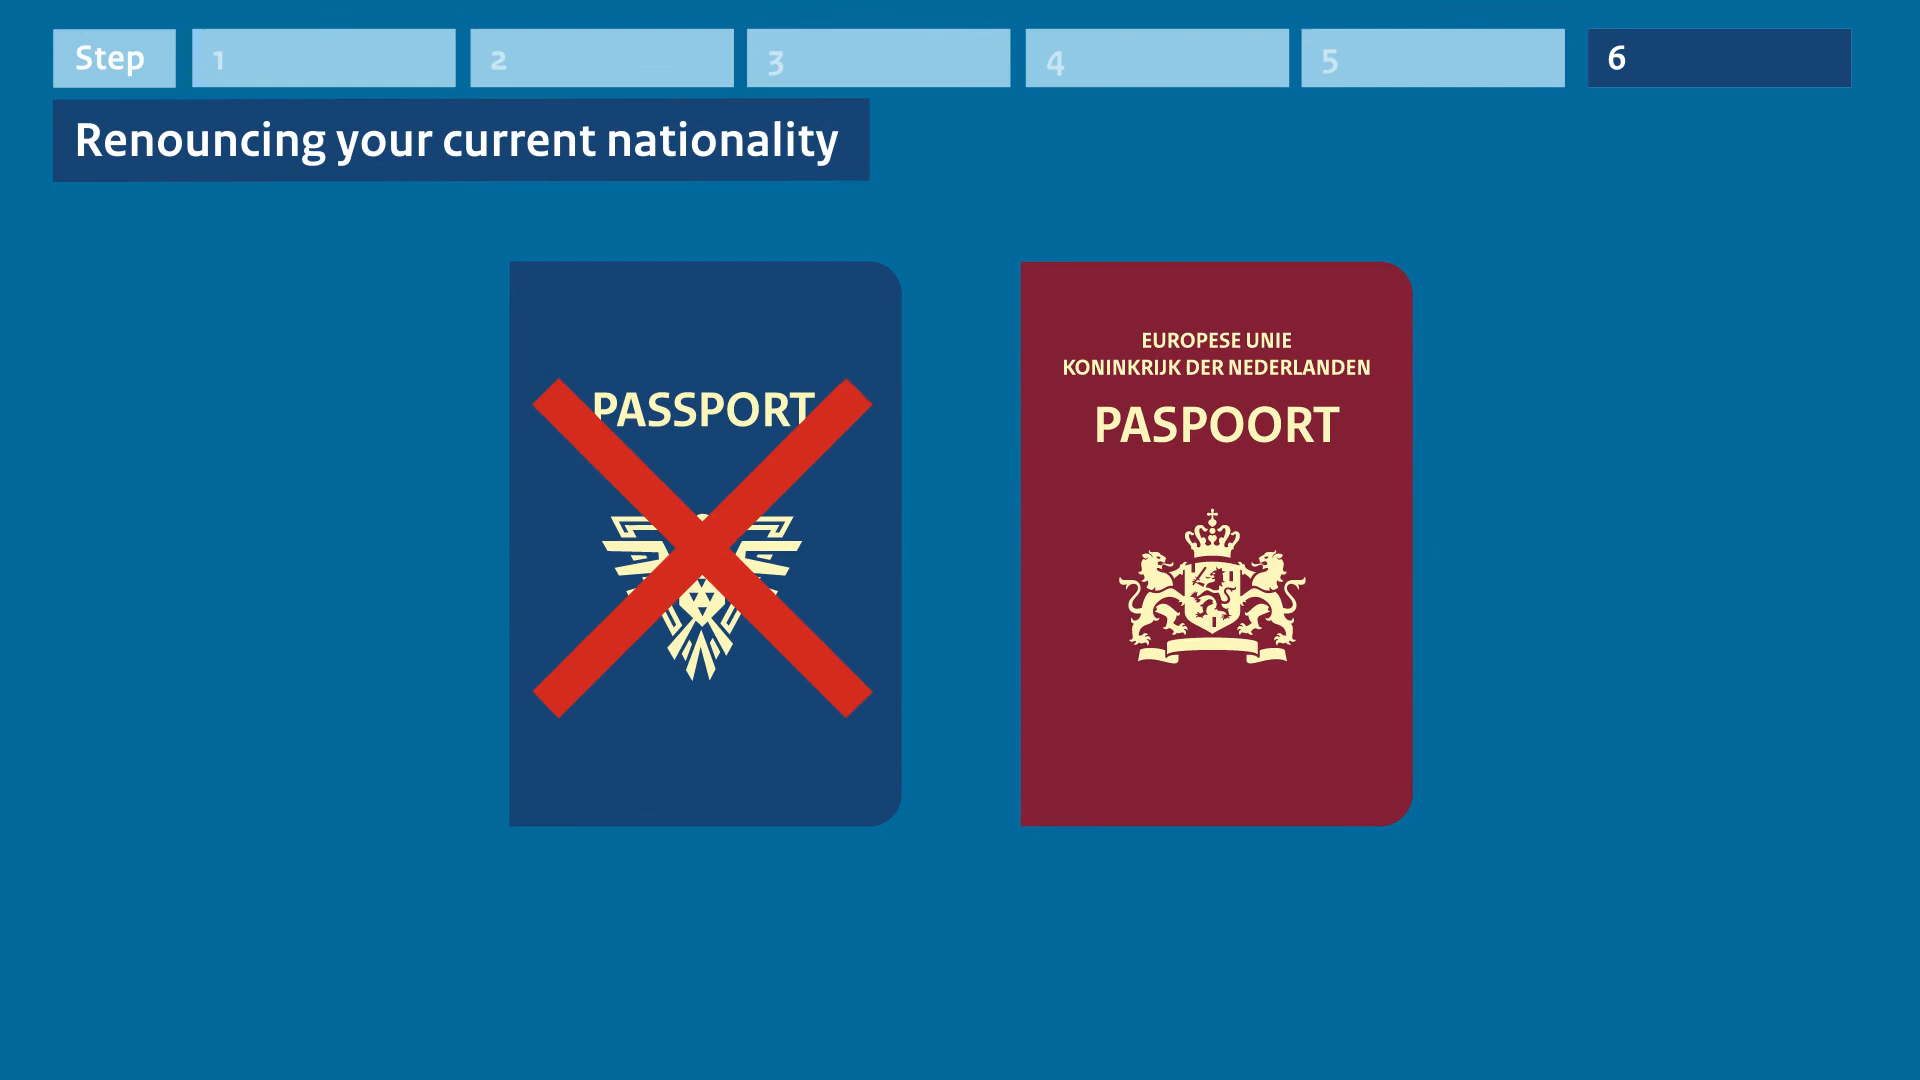 Step 1 2 3 4 5 6
Renouncing your current nationality
PASSPORT
EUROPESE UNIE
KONINKRIJK DER NEDERLANDEN
PASPOORT